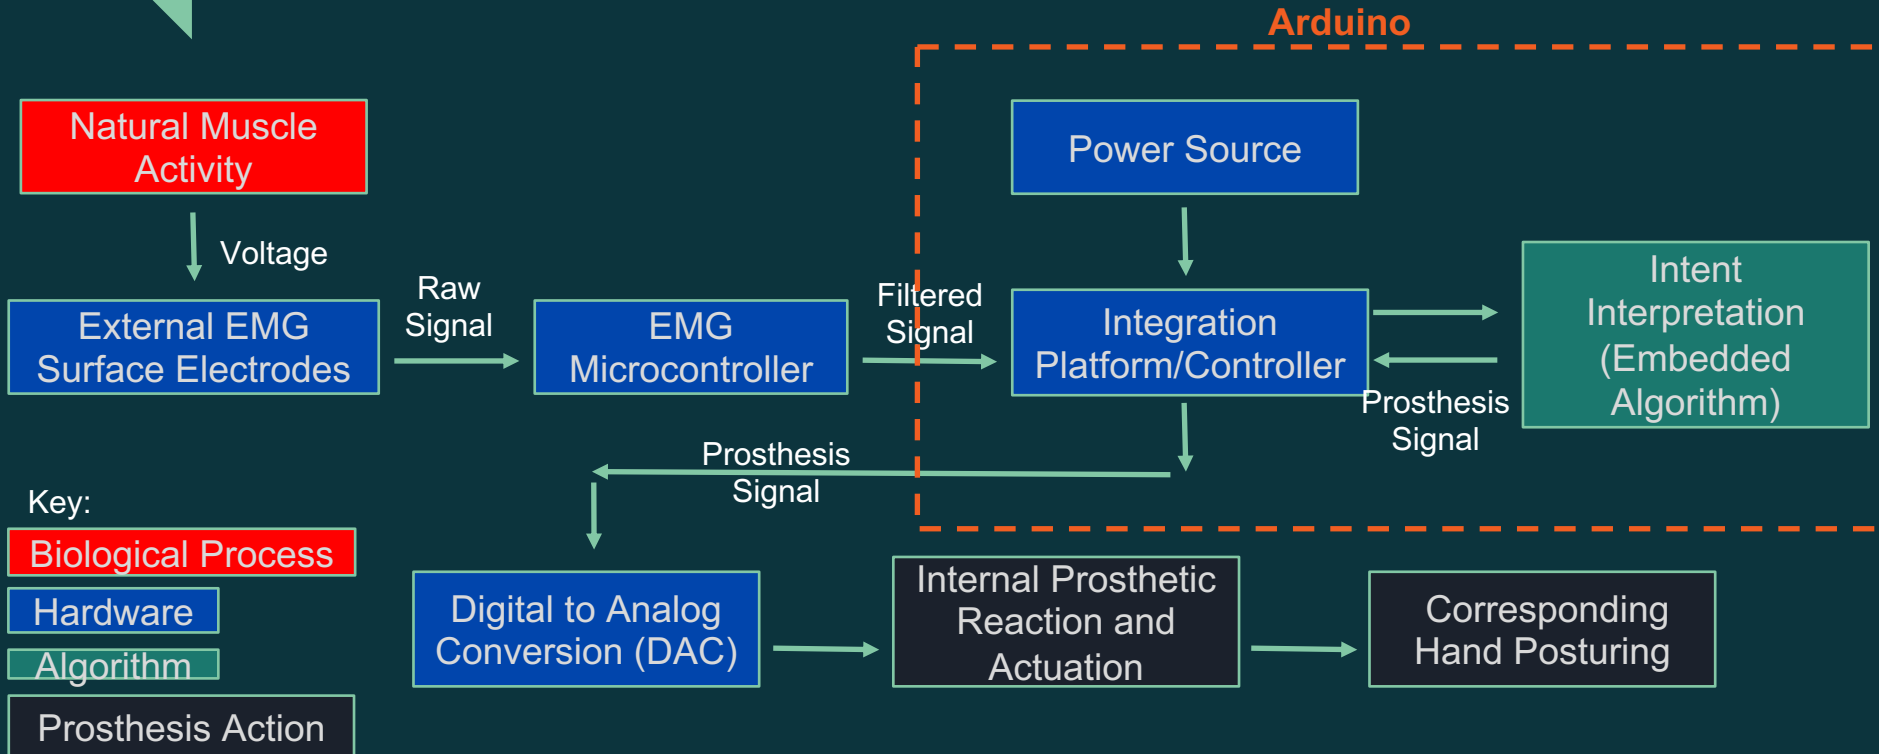 Arduino
Natural Muscle
Activity
Power Source
Voltage
Intent
Interpretation
(Embedded
Algorithm)
External EMG
Surface Electrodes
Raw
Signal
EMG
Microcontroller
Filtered
Signal
Integration
Platform/Controller
Prosthesis
Signal
Prosthesis
Signal
Key:
Biological Process
Hardware
Algorithm
Prosthesis Action
Digital to Analog
Conversion (DAC)
Internal Prosthetic
Reaction and
Actuation
Corresponding
Hand Posturing